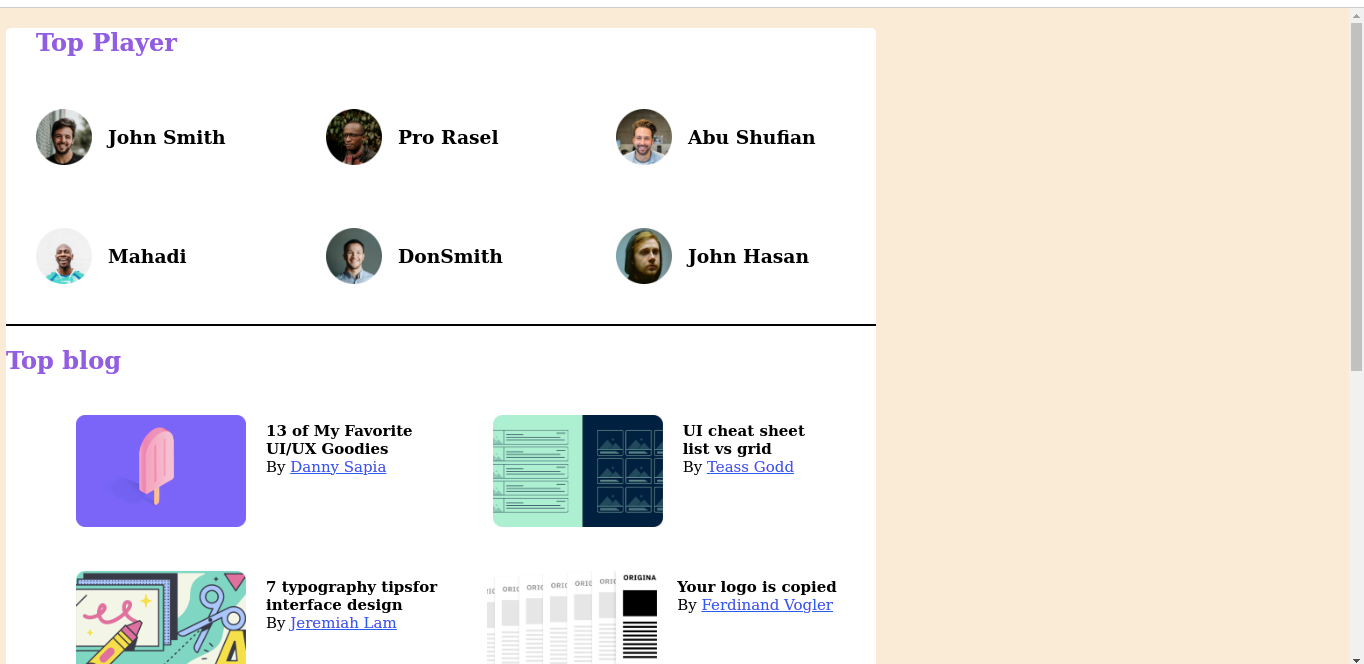 Top Player
John Smith
Pro Rasel
Abu Shufian
Mahadi
DonSmith
John Hasan
Top blog
13 of My Favorite
UI/UX Goodies
By Danny Sapia
UI cheat sheet
list vs grid
By Teass Godd
7 typography tipsfor
interface design
By Jeremiah Lam
ORIGINA
Your logo is copied
By Ferdinand Vogler